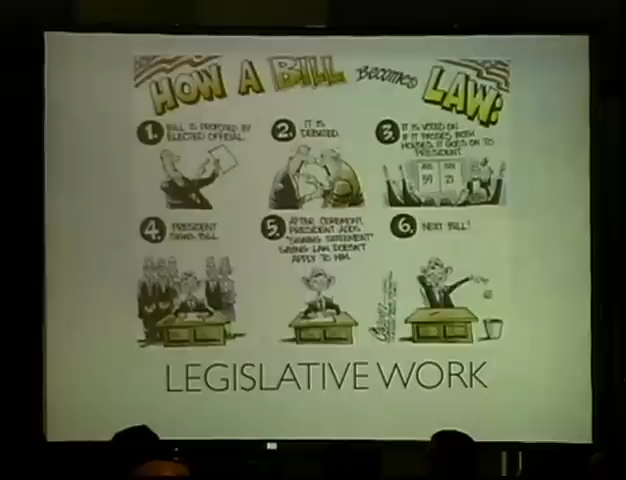 HOW A BILL BECOMES LAW:
1. BILL IS PROPOSED BY
ELECTED OFFICIAL.
2. IT IS
DEBATED.
3. IT IS VOTED ON.
IF IT PASSES BOTH
HOUSES, IT GOES ON TO
PRESIDENT.
59 21
4. PRESIDENT
SIGNS BILL.
5. AFTER CEREMONY,
PRESIDENT ADDS
"SIGNING STATEMENT"
SAYING LAW DOESN'T
APPLY TO HIM.
6. NEXT BILL!
LEGISLATIVE WORK